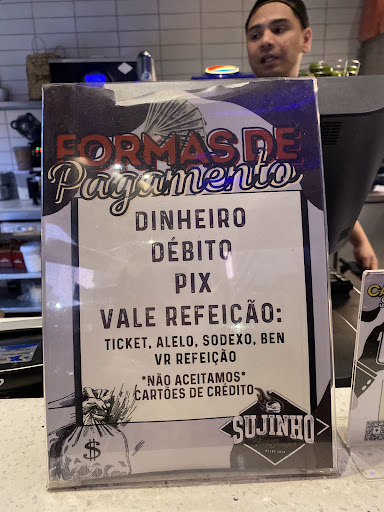 FORMAS DE
Pagamento
DINHEIRO
DÉBITO
PIX
VALE REFEIÇÃO:
TICKET, ALELO, SODEXO, BEN
VR REFEIÇÃO
*NÃO ACEITAMOS*
CARTÕES DE CRÉDITO
$
SUJINHO